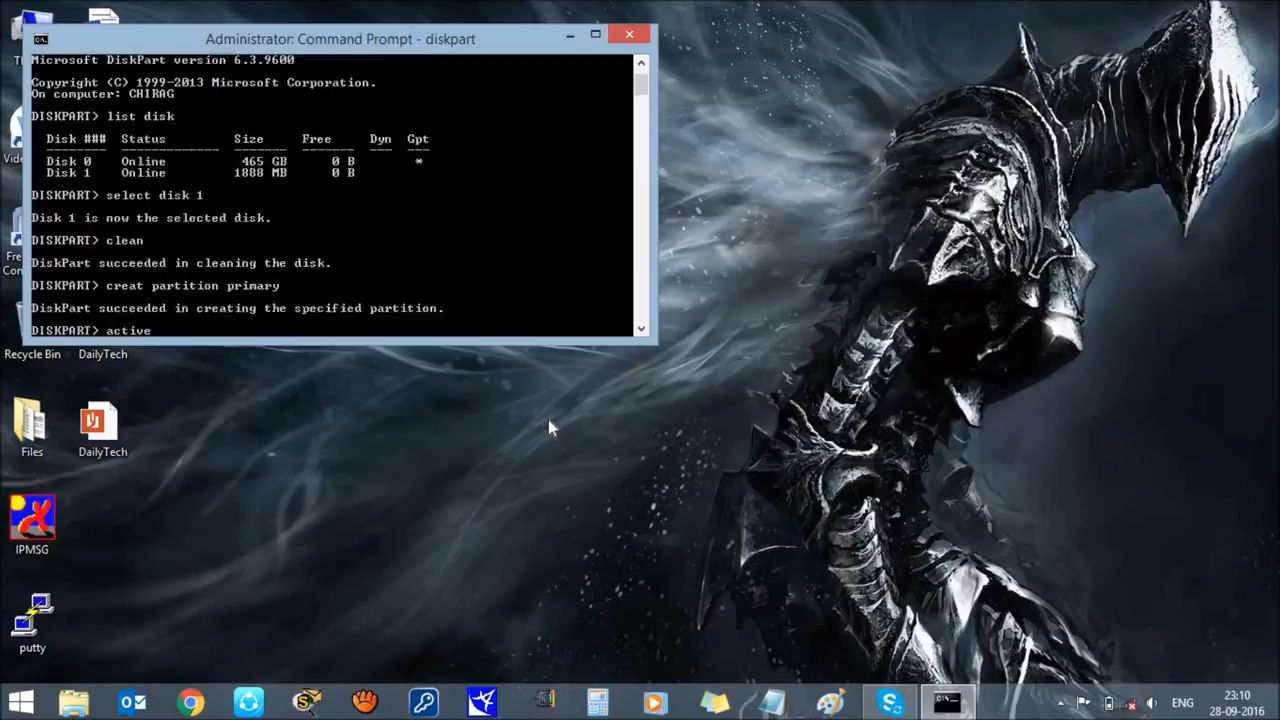 Administrator: Command Prompt - diskpart
Microsoft DiskPart version 6.3.9600
Copyright (C) 1999-2013 Microsoft Corporation.
On computer: CHIRAG
DISKPART> list disk
Disk ### Status Size Free Dyn Gpt
Disk 0 Online 465 GB 0 B *
Disk 1 Online 1888 MB 0 B
DISKPART> select disk 1
Disk 1 is now the selected disk.
DISKPART> clean
DiskPart succeeded in cleaning the disk.
DISKPART> creat partition primary
DiskPart succeeded in creating the specified partition.
DISKPART> active
Recycle Bin
DailyTech
Files
DailyTech
IPMSG
putty
ENG
23:10
28-09-2016